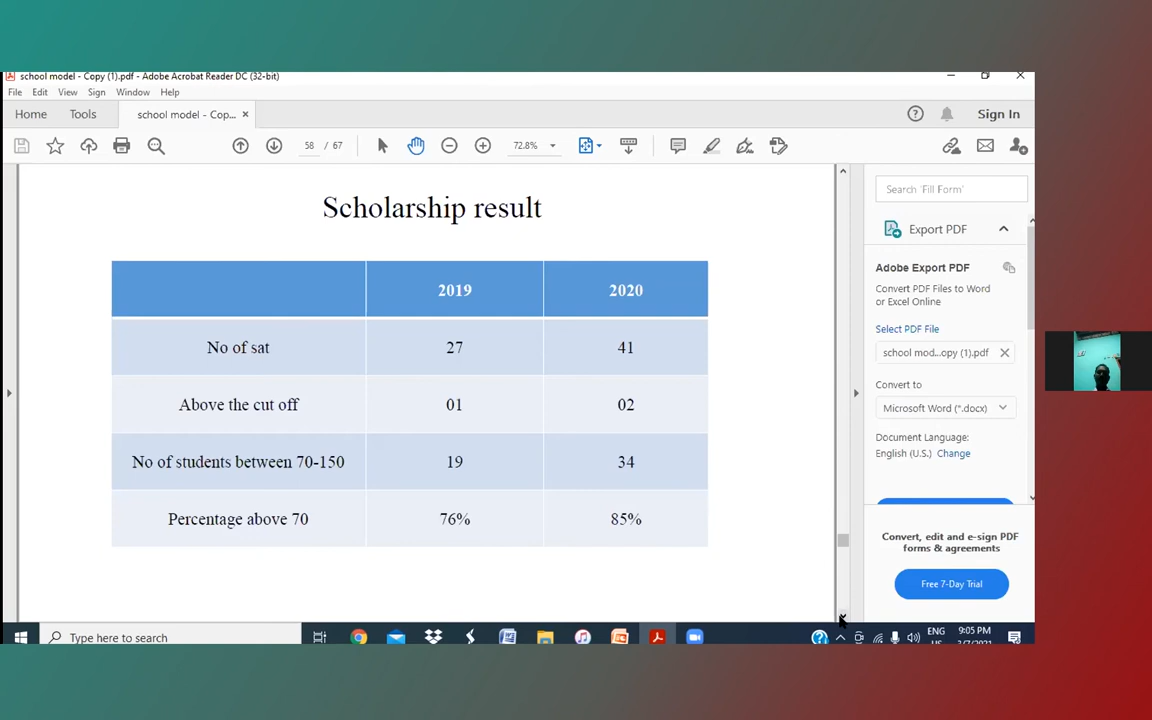 school model - Copy (1).pdf - Adobe Acrobat Reader DC (32-bit)
File Edit View Sign Window Help
Home Tools school model - Cop... Sign In
58 / 67 72.8%
Scholarship result
2019 2020
No of sat 27 41
Above the cut off 01 02
No of students between 70-150 19 34
Percentage above 70 76% 85%
Search 'Fill Form'
Export PDF
Adobe Export PDF
Convert PDF Files to Word
or Excel Online
Select PDF File
school mod...opy (1).pdf
Convert to
Microsoft Word (*.docx)
Document Language:
English (U.S.) Change
Convert, edit and e-sign PDF
forms & agreements
Free 7-Day Trial
Type here to search
ENG 9:05 PM